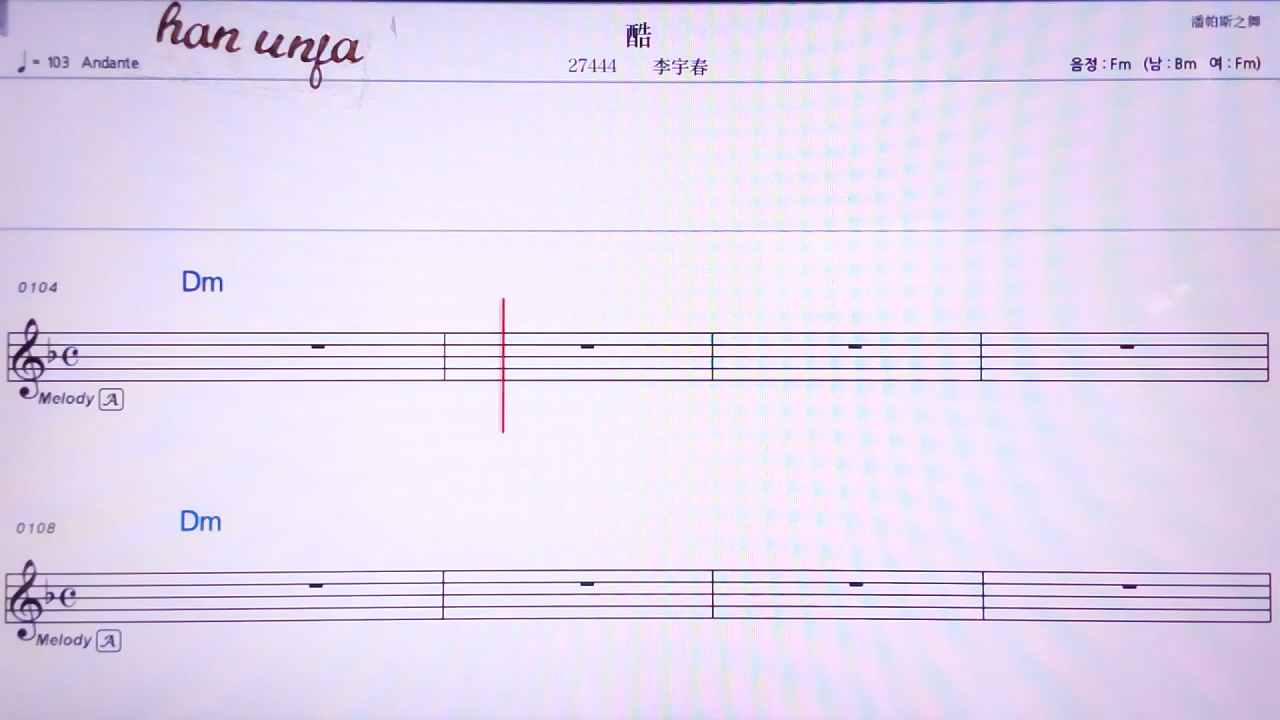 han unfa
酷
潘帕斯之舞
♩= 103 Andante
27444 李宇春
음정 : Fm (남 : Bm 여 : Fm)
0104
Dm
Melody A
0108
Dm
Melody A